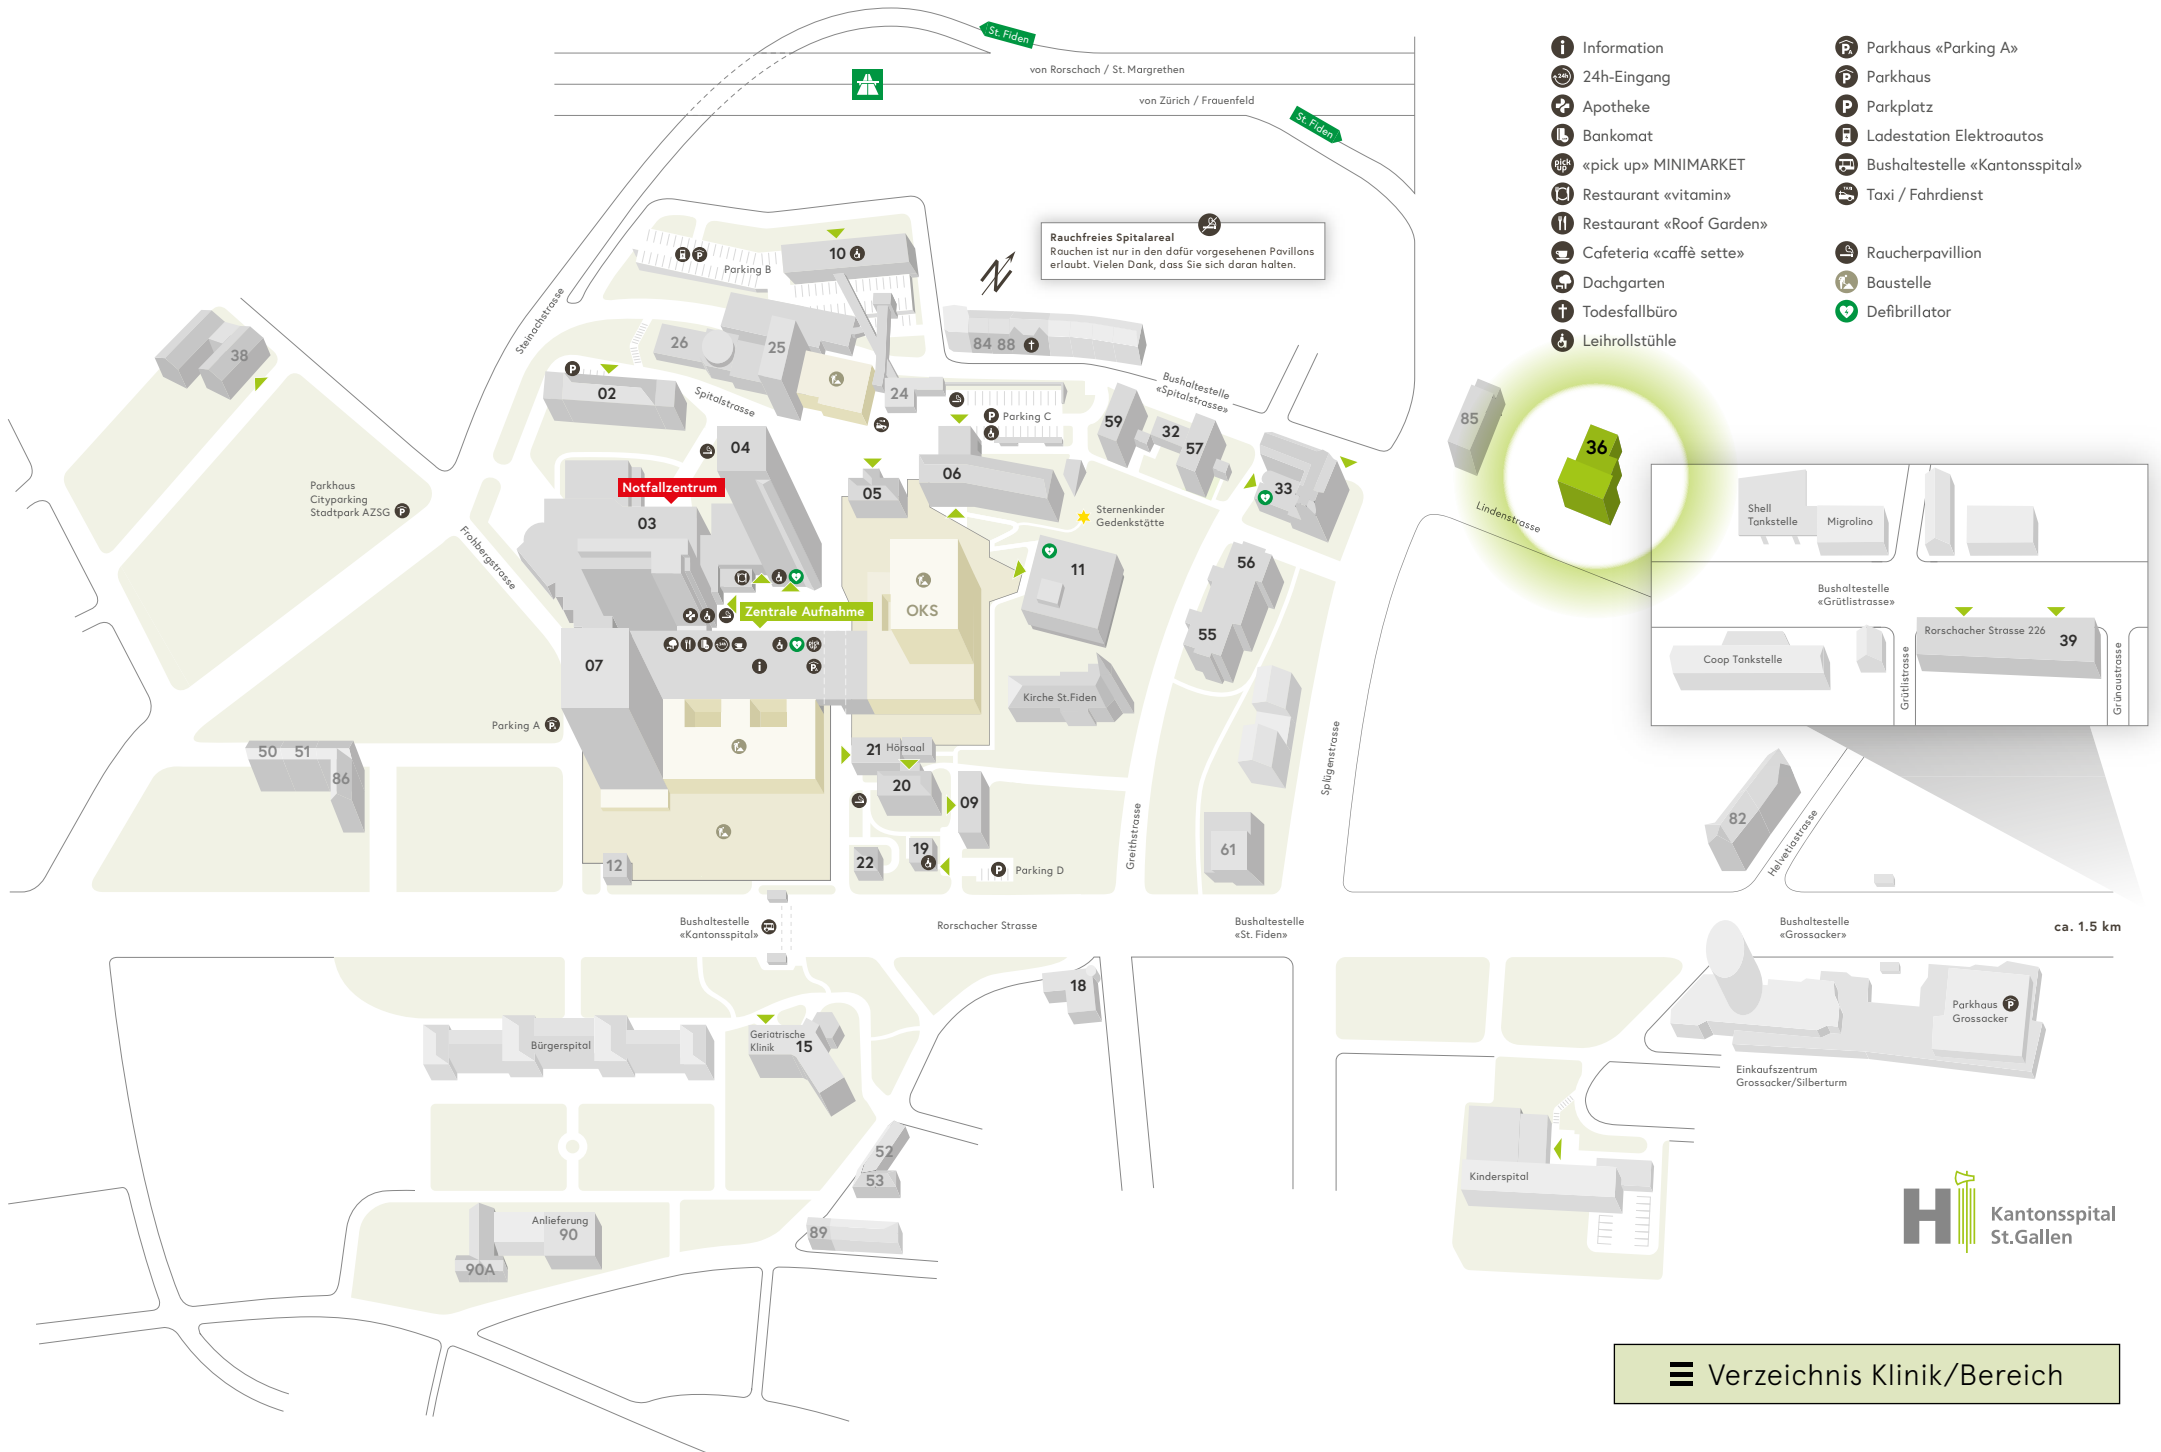 St. Fiden
von Rorschach / St. Margrethen
von Zürich / Frauenfeld
St. Fiden
Information
24h-Eingang
Apotheke
Bankomat
«pick up» MINIMARKET
Restaurant «vitamin»
Restaurant «Roof Garden»
Cafeteria «caffè sette»
Dachgarten
Todesfallbüro
Leihrollstühle
Parkhaus «Parking A»
Parkhaus
Parkplatz
Ladestation Elektroautos
Bushaltestelle «Kantonsspital»
Taxi / Fahrdienst
Raucherpavillion
Baustelle
Defibrillator
Rauchfreies Spitalareal
Rauchen ist nur in den dafür vorgesehenen Pavillons
erlaubt. Vielen Dank, dass Sie sich daran halten.
N
10
Parking B
Steinachstrasse
38
26
25
84 88
02
Spitalstrasse
24
Bushaltestelle
«Spitalstrasse»
Parking C
59
32
57
85
36
04
06
05
33
Notfallzentrum
03
Parkhaus
Cityparking
Stadtpark AZSG
Frohbergstrasse
Sternenkinder
Gedenkstätte
Lindenstrasse
Shell
Tankstelle
Migrolino
11
56
55
OKS
Zentrale Aufnahme
Bushaltestelle
«Grütlistrasse»
Rorschacher Strasse 226
39
Coop Tankstelle
Grütlistrasse
Grünaustrasse
07
Kirche St.Fiden
Parking A
50 51
86
21 Hörsaal
20
09
Splügenstrasse
Greithstrasse
82
Helvetiastrasse
61
12
22
19
Parking D
Bushaltestelle
«Kantonsspital»
Rorschacher Strasse
Bushaltestelle
«St. Fiden»
Bushaltestelle
«Grossacker»
ca. 1.5 km
18
Parkhaus
Grossacker
Bürgerspital
Geriatrische
Klinik 15
Einkaufszentrum
Grossacker/Silberturm
52
53
Kinderspital
89
Anlieferung
90
90A
Kantonsspital
St.Gallen
Verzeichnis Klinik/Bereich